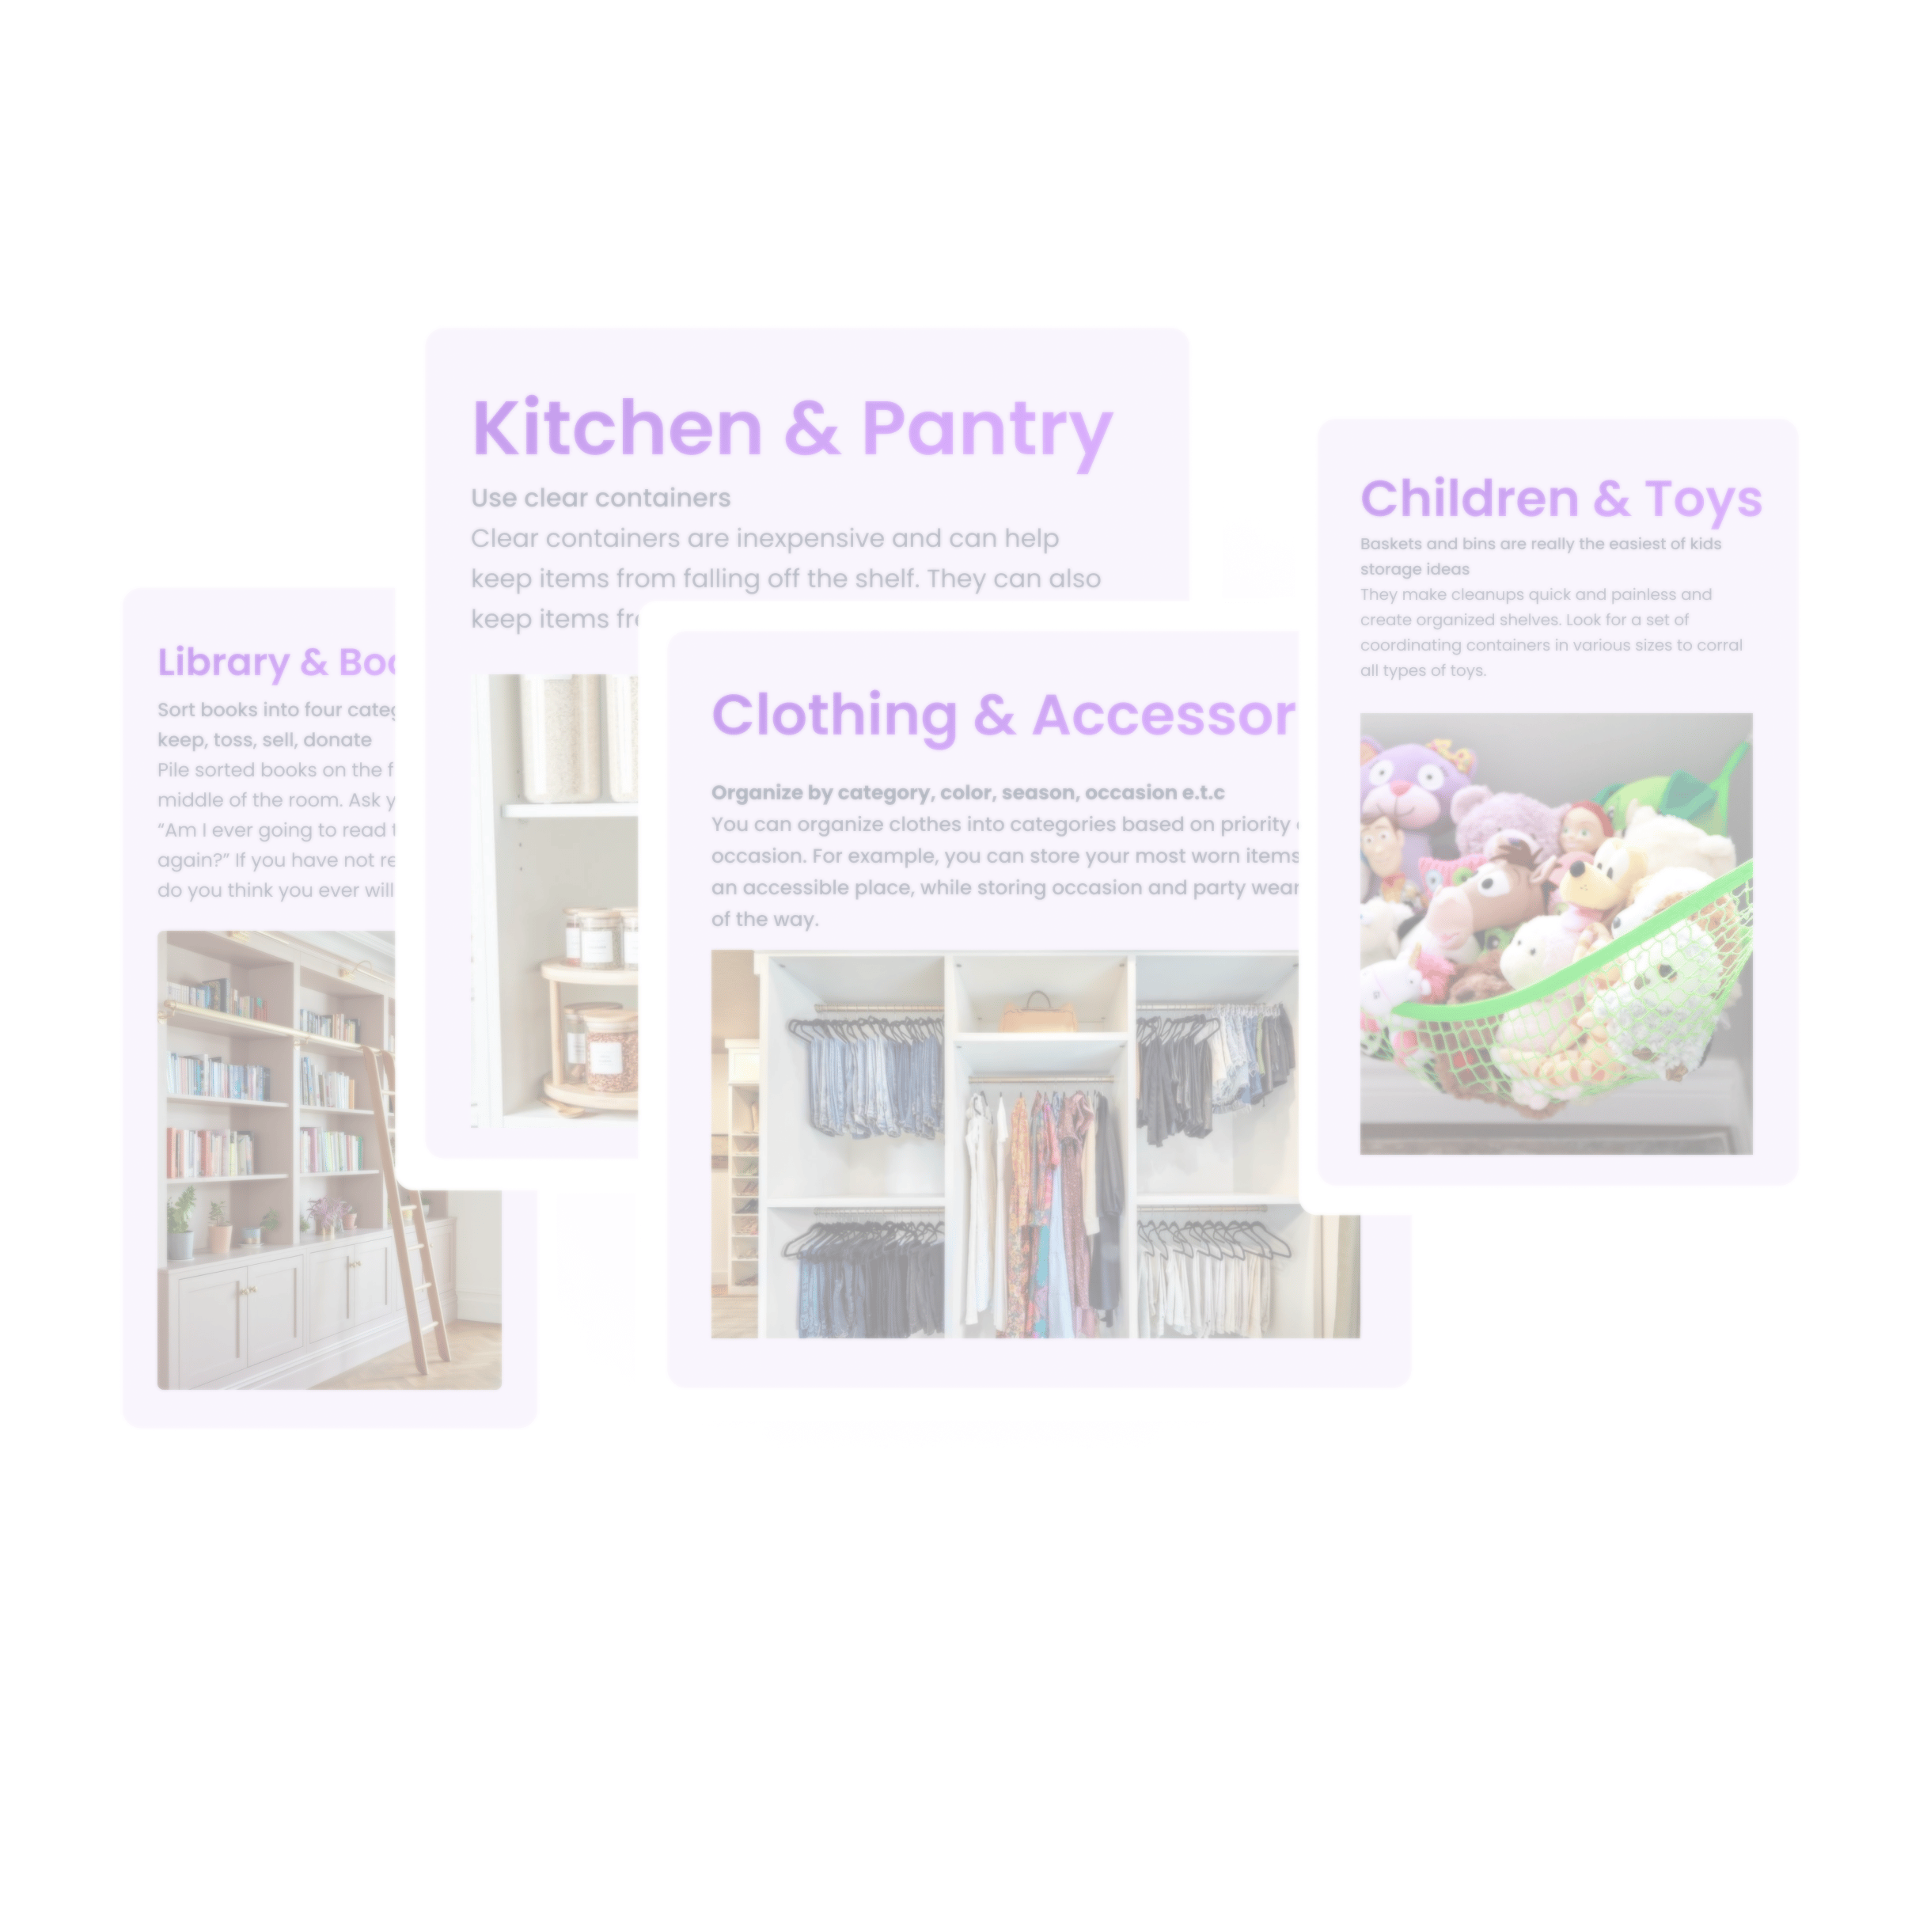 Kitchen & Pantry
Use clear containers
Clear containers are inexpensive and can help
keep items from falling off the shelf. They can also
keep items
Children & Toys
Baskets and bins are really the easiest of kids
storage ideas
They make cleanups quick and painless and
create organized shelves. Look for a set of
coordinating containers in various sizes to corral
all types of toys.
Library &
Sort books into four
keep, toss, sell, donate
Pile sorted books on the
middle of the room. Ask
“Am I ever going to read
again?” If you have not
do you think you ever will
Clothing &
Organize by category, color, season, occasion e.t.c
You can organize clothes into categories based on priority
occasion. For example, you can store your most worn items
an accessible place, while storing occasion and party wear
of the way.